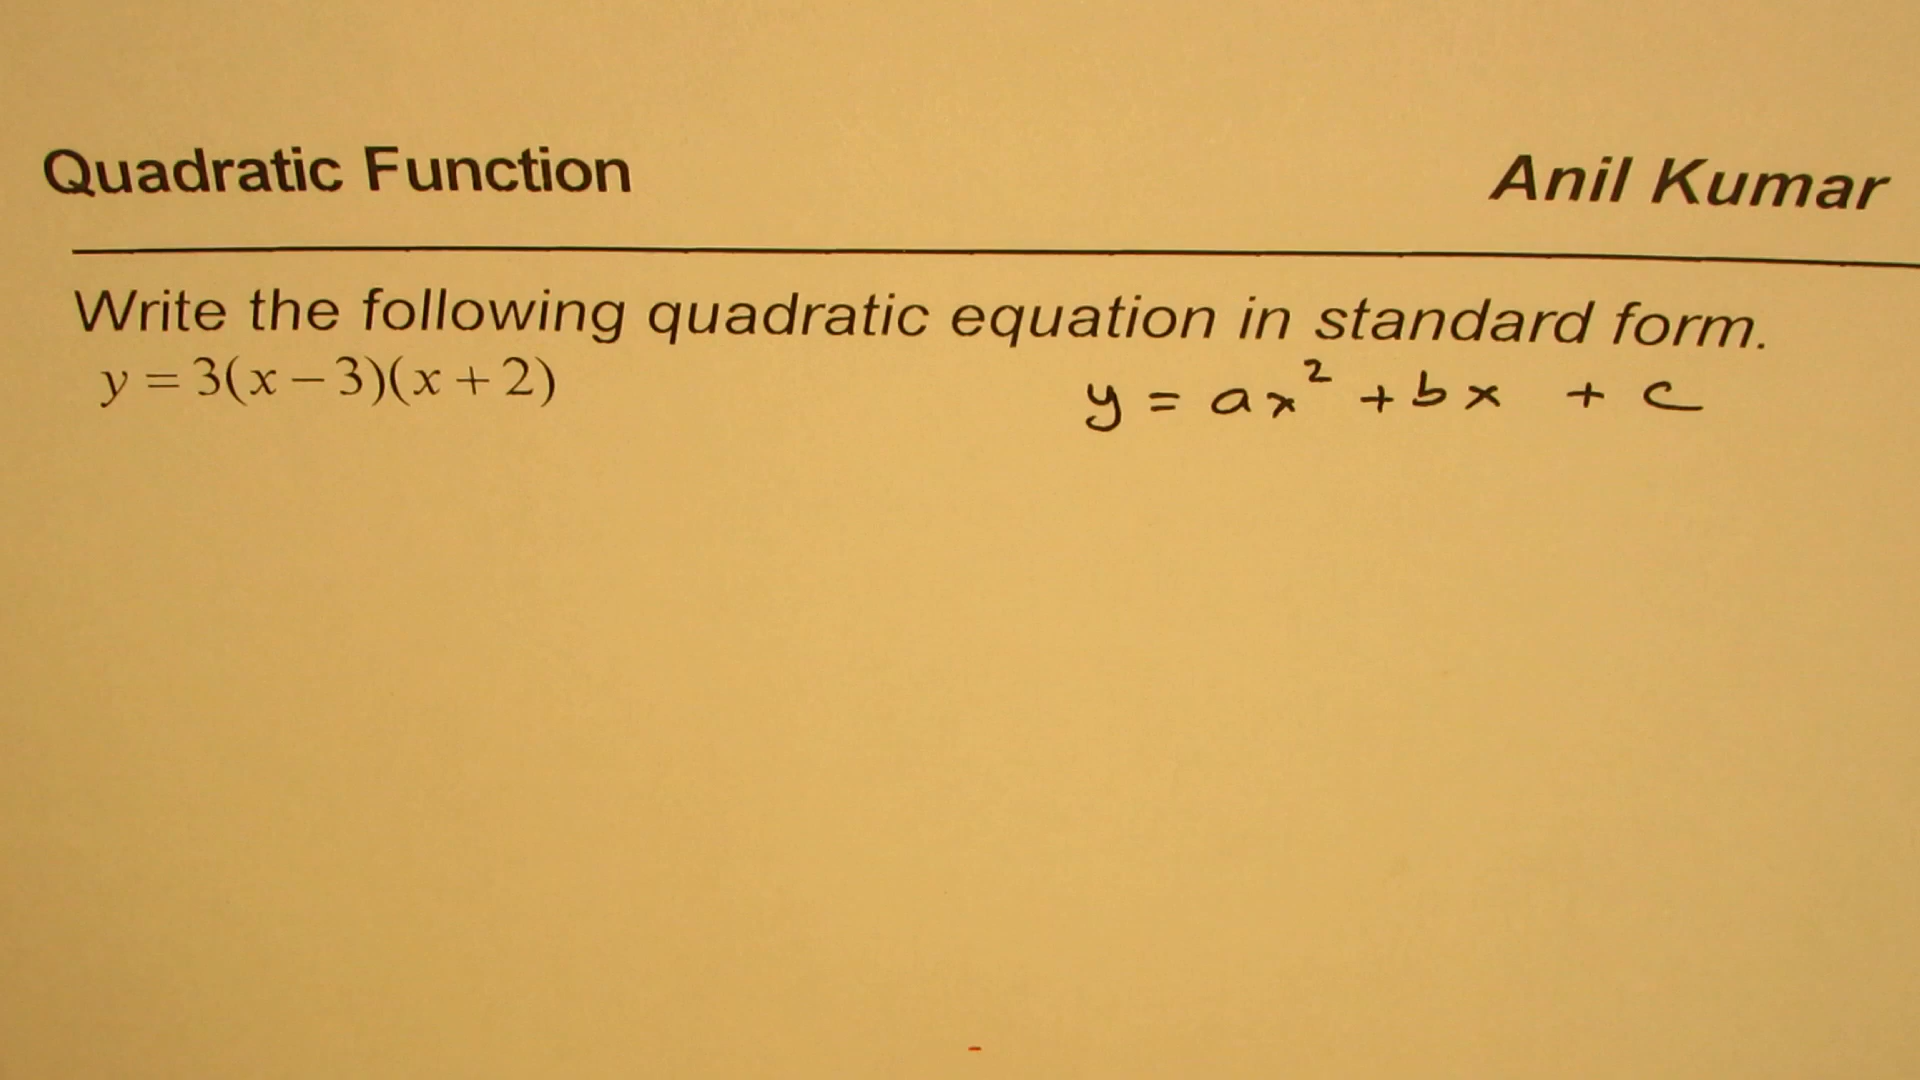 Quadratic Function Anil Kumar
Write the following quadratic equation in standard form.
y = 3(x − 3)(x + 2) y = ax² + bx + c